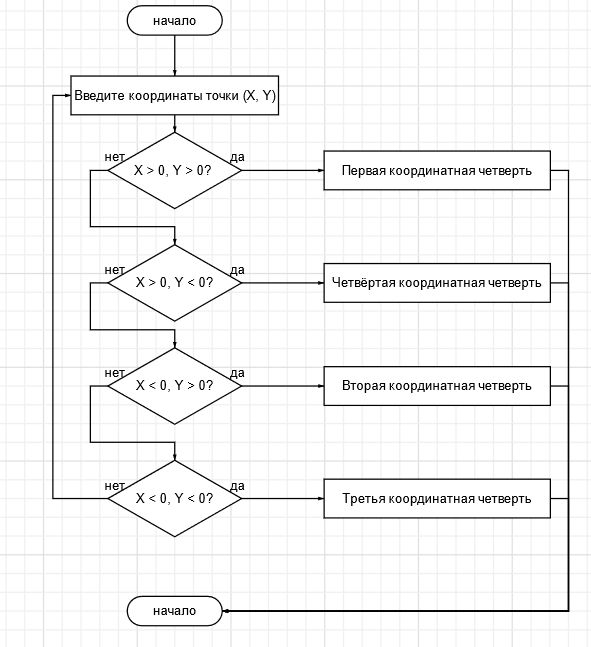 начало
Введите координаты точки (X, Y)
нет
да
X > 0, Y > 0?
Первая координатная четверть
нет
да
X > 0, Y < 0?
Четвёртая координатная четверть
нет
да
X < 0, Y > 0?
Вторая координатная четверть
нет
да
X < 0, Y < 0?
Третья координатная четверть
начало